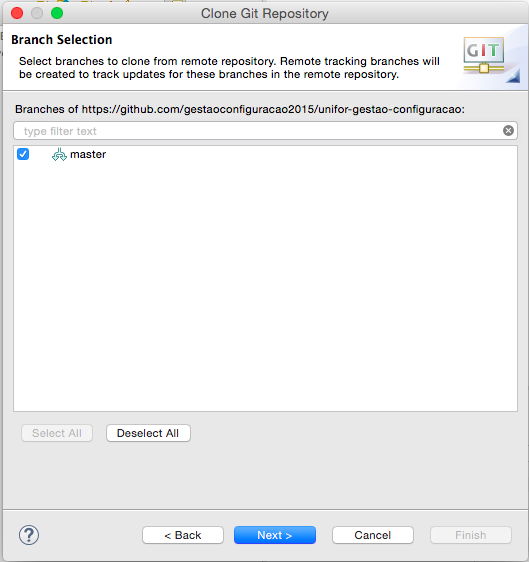 Clone Git Repository
Branch Selection
Select branches to clone from remote repository. Remote tracking branches will
be created to track updates for these branches in the remote repository.
GIT
Branches of https://github.com/gestaoconfiguracao2015/unifor-gestao-configuracao:
type filter text
master
Select All
Deselect All
?
< Back
Next >
Cancel
Finish